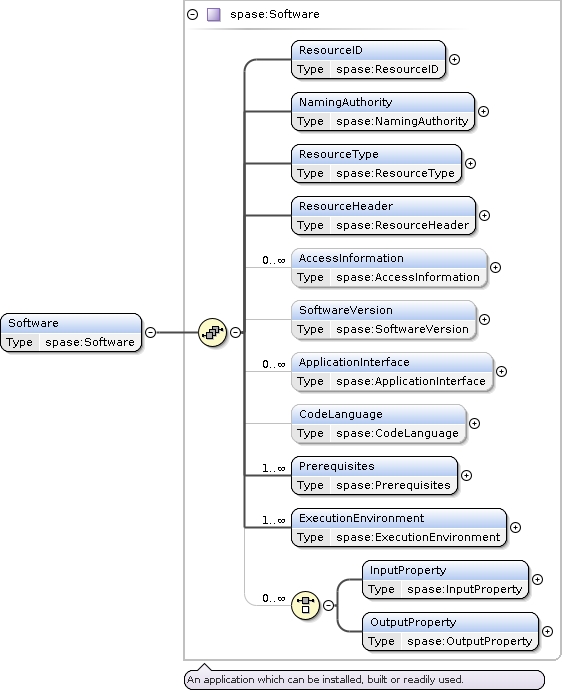 spase:Software
ResourceID
Type spase:ResourceID
NamingAuthority
Type spase:NamingAuthority
ResourceType
Type spase:ResourceType
ResourceHeader
Type spase:ResourceHeader
0..∞ AccessInformation
Type spase:AccessInformation
SoftwareVersion
Type spase:SoftwareVersion
Software
Type spase:Software
0..∞ ApplicationInterface
Type spase:ApplicationInterface
CodeLanguage
Type spase:CodeLanguage
1..∞ Prerequisites
Type spase:Prerequisites
1..∞ ExecutionEnvironment
Type spase:ExecutionEnvironment
0..∞
InputProperty
Type spase:InputProperty
OutputProperty
Type spase:OutputProperty
An application which can be installed, built or readily used.